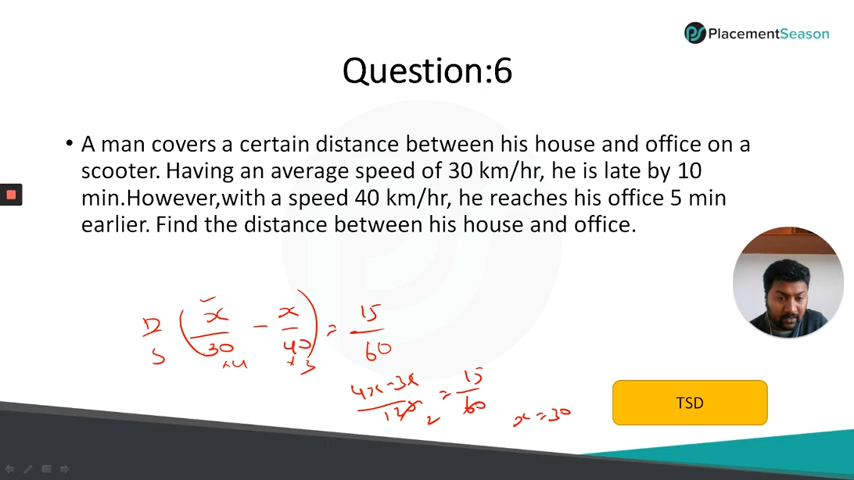 PlacementSeason
Question:6
• A man covers a certain distance between his house and office on a
scooter. Having an average speed of 30 km/hr, he is late by 10
min.However,with a speed 40 km/hr, he reaches his office 5 min
earlier. Find the distance between his house and office.
D/S (x/30 - x/40) = 15/60
×4 ×3
4x-3x/120 = 15/60
2
x=30
TSD